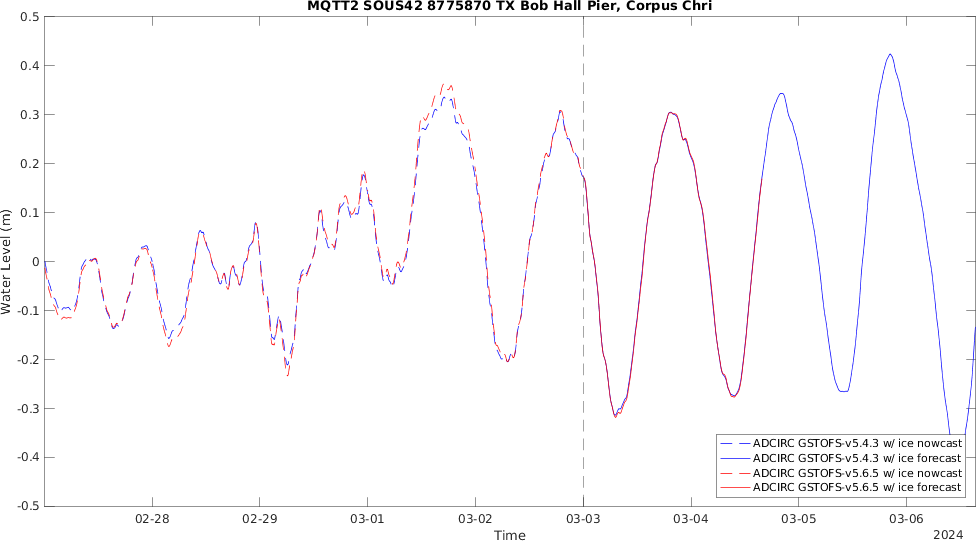 MQTT2 SOUS42 8775870 TX Bob Hall Pier, Corpus Chri
0.5
0.4
0.3
0.2
0.1
0
-0.1
-0.2
-0.3
-0.4
-0.5
Water Level (m)
ADCIRC GSTOFS-v5.4.3 w/ ice nowcast
ADCIRC GSTOFS-v5.4.3 w/ ice forecast
ADCIRC GSTOFS-v5.6.5 w/ ice nowcast
ADCIRC GSTOFS-v5.6.5 w/ ice forecast
02-28 02-29 03-01 03-02 03-03 03-04 03-05 03-06
Time
2024